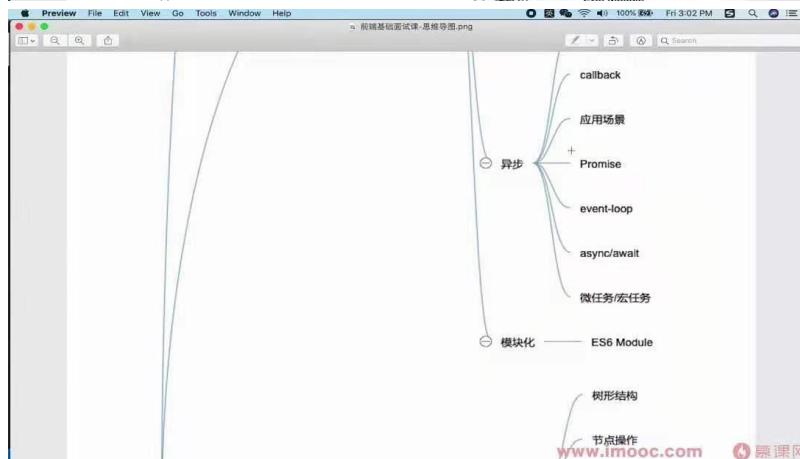 Preview File Edit View Go Tools Window Help
100%
Fri 3:02 PM
前端基础面试课-思维导图.png
Search
callback
应用场景
异步
Promise
event-loop
async/await
微任务/宏任务
模块化
ES6 Module
树形结构
节点操作
www.imooc.com
慕课网